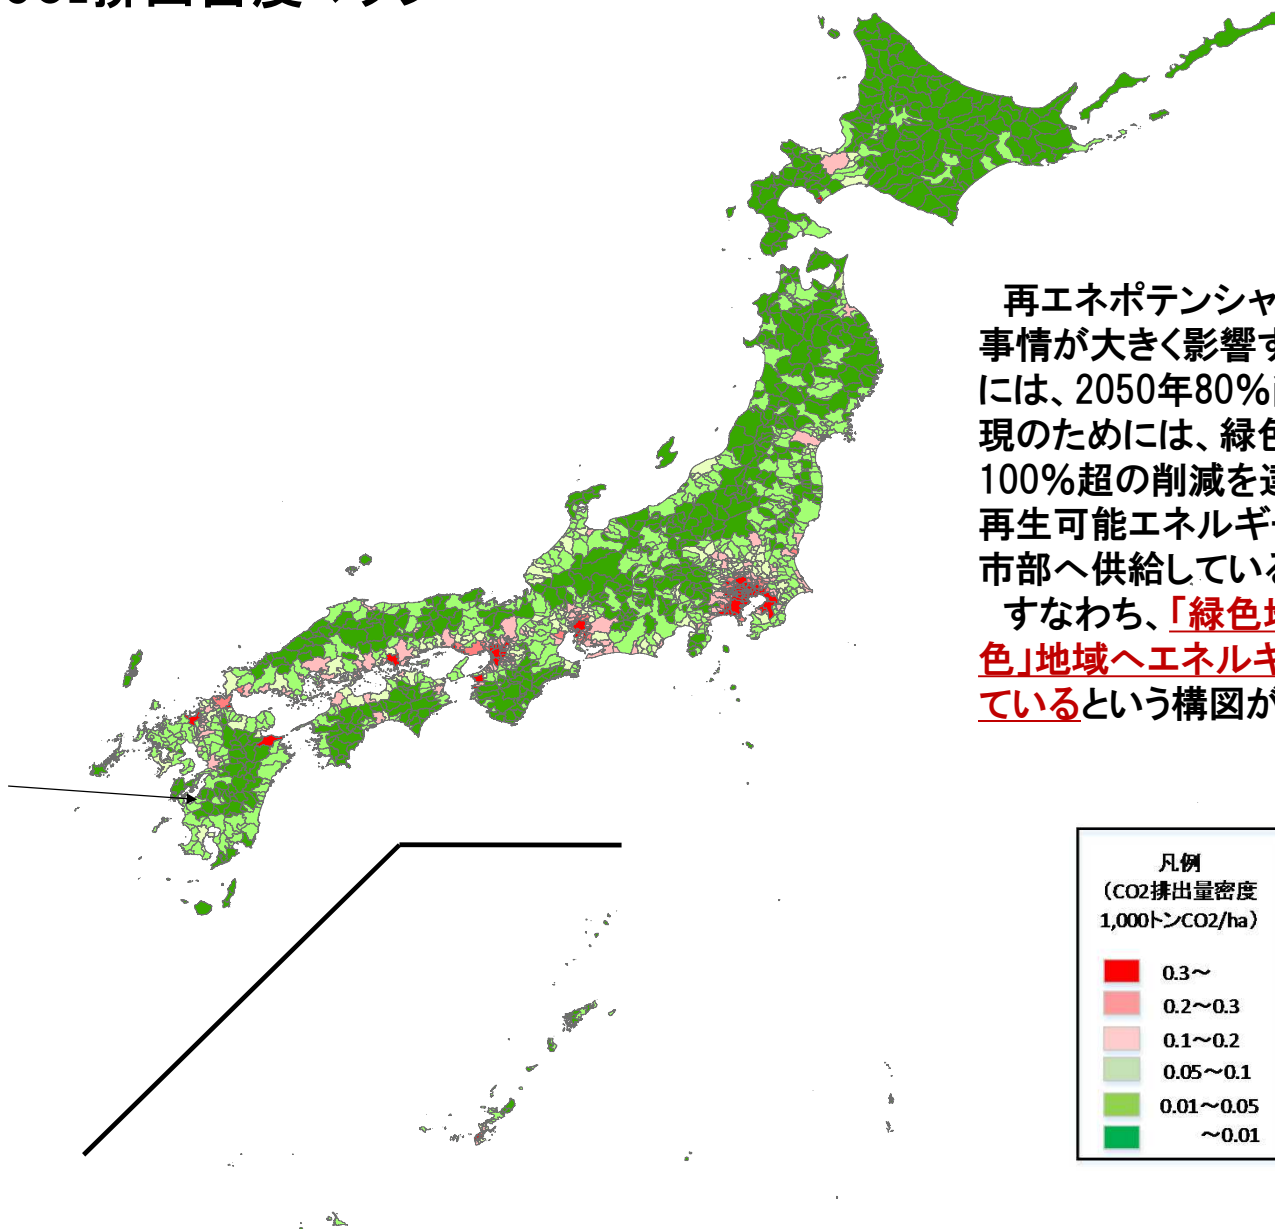 再エネポテンシャ
事情が大きく影響す
には、2050年80%
現のためには、緑色
100%超の削減を達
再生可能エネルギー
市部へ供給している
すなわち、「緑色地
色」地域へエネルギ
ているという構図が
凡例
(CO2排出量密度
1,000トンCO2/ha)
0.3～
0.2～0.3
0.1～0.2
0.05～0.1
0.01～0.05
～0.01